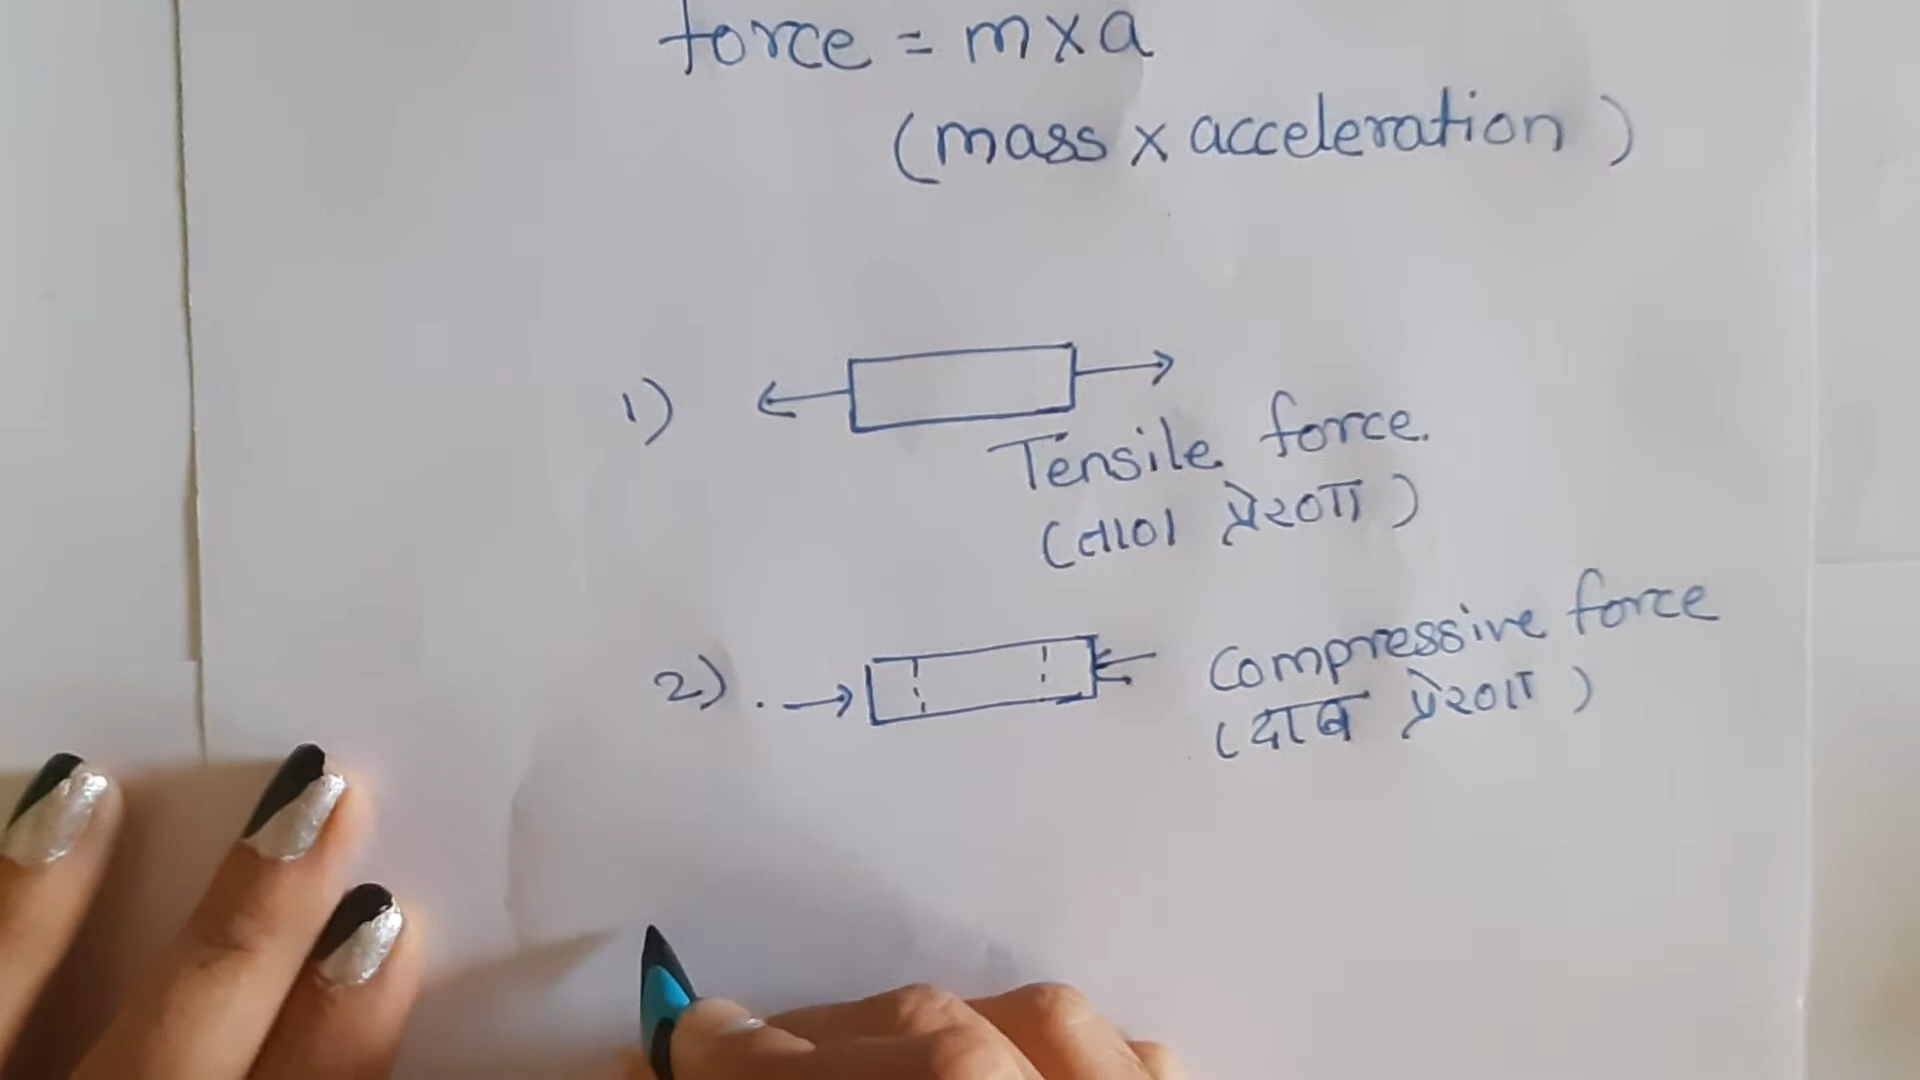 force = m x a
(mass x acceleration)
1)
Tensile force.
(ताण प्रेरणा)
2). Compressive force
(दाब प्रेरणा)